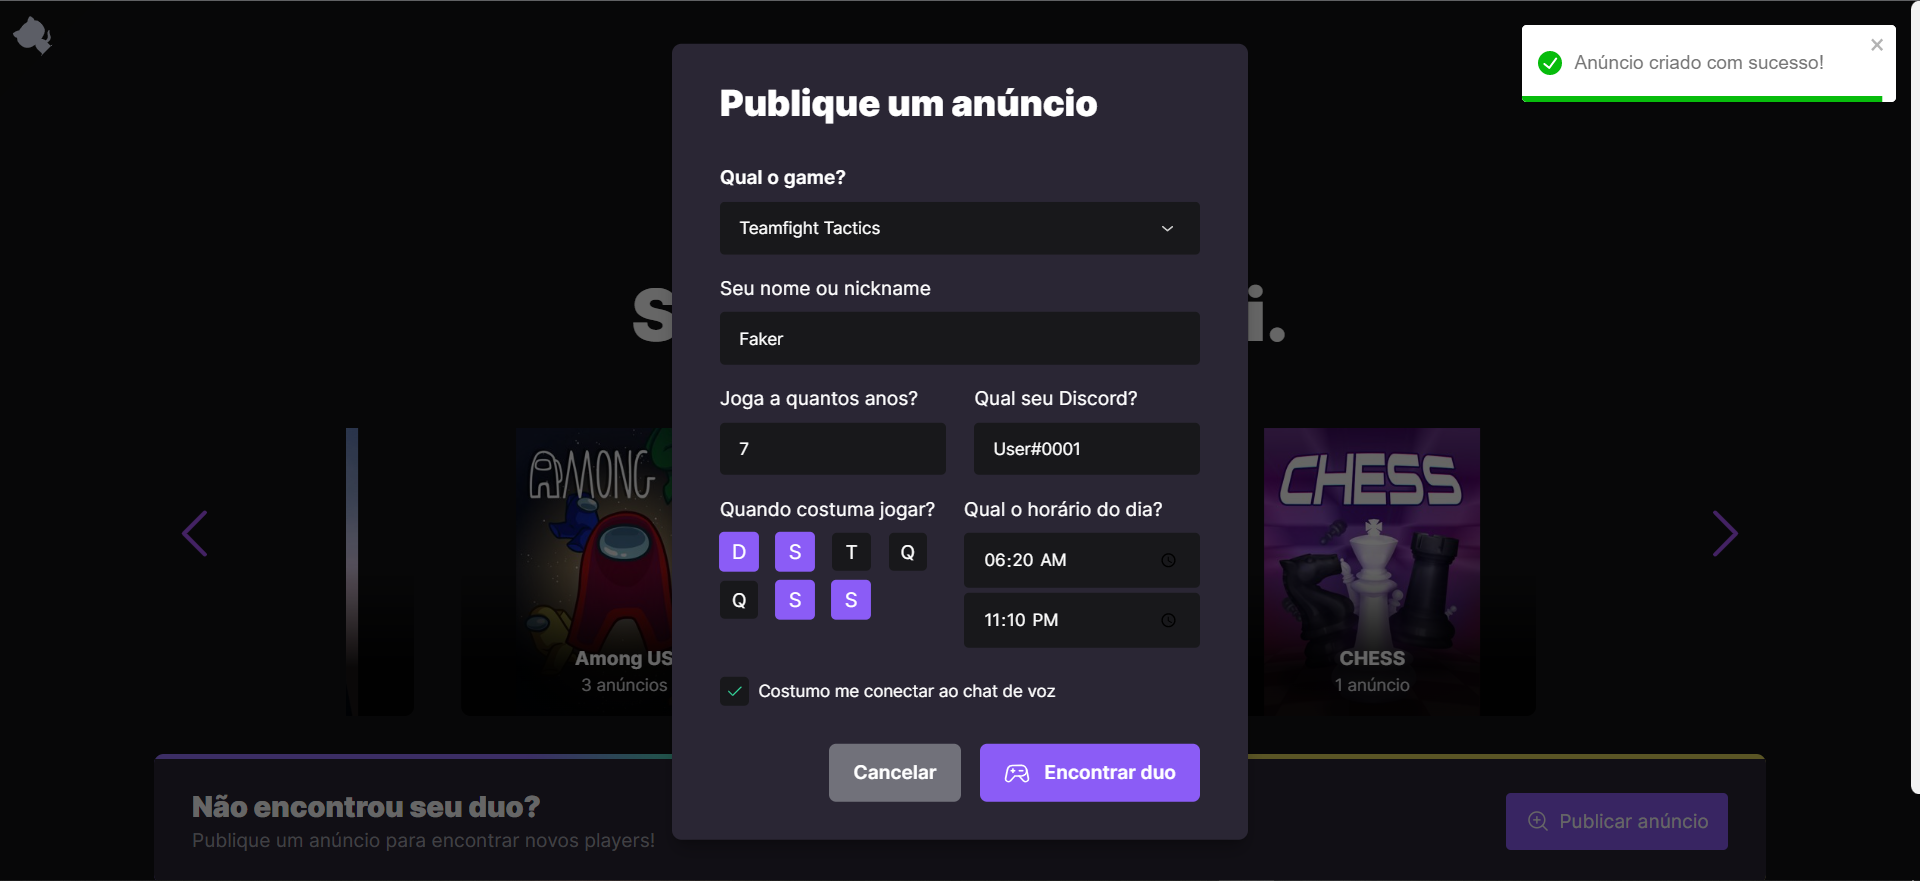 Anúncio criado com sucesso!
Publique um anúncio
Qual o game?
Teamfight Tactics
Seu nome ou nickname
Faker
S
i.
Joga a quantos anos?
Qual seu Discord?
7
User#0001
Quando costuma jogar?
Qual o horário do dia?
D S T Q
Q S S
06:20 AM
11:10 PM
Costumo me conectar ao chat de voz
Cancelar
Encontrar duo
AMONG
Among US
3 anúncios
CHESS
CHESS
1 anúncio
Não encontrou seu duo?
Publique um anúncio para encontrar novos players!
Publicar anúncio